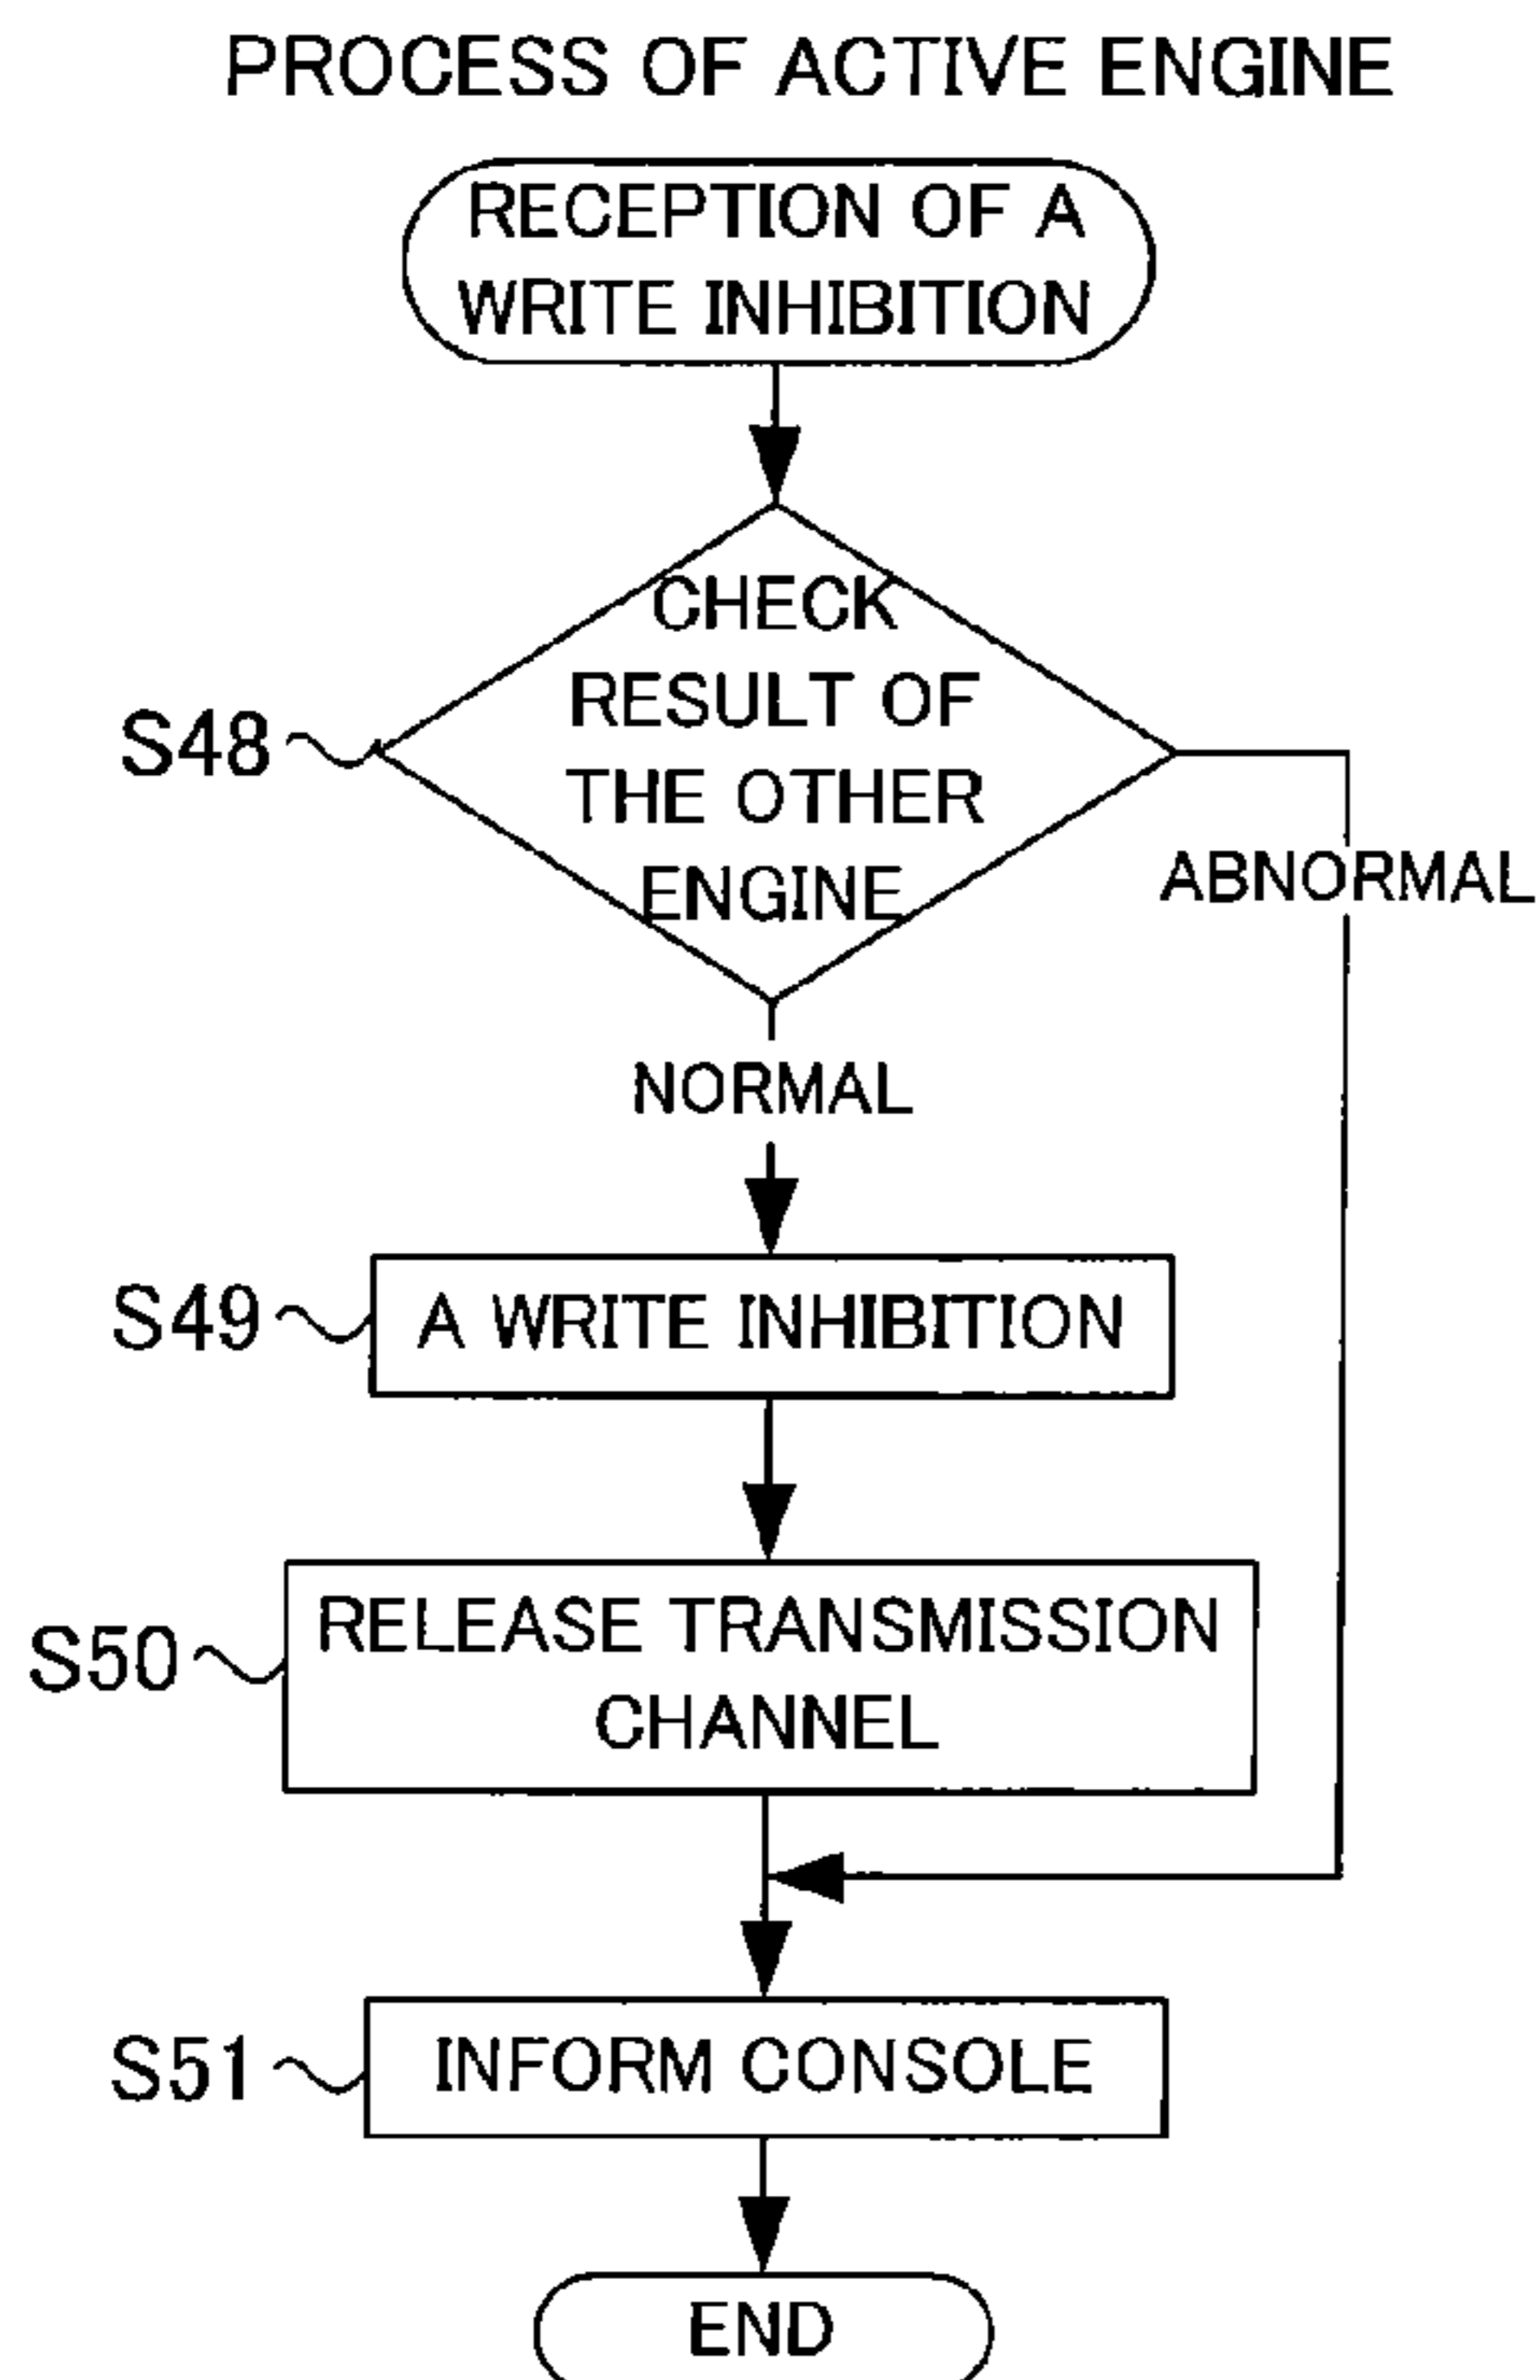 PROCESS OF ACTIVE ENGINE
RECEPTION OF A
WRITE INHIBITION
CHECK
RESULT OF
THE OTHER
ENGINE
S48
ABNORMAL
NORMAL
S49
A WRITE INHIBITION
S50
RELEASE TRANSMISSION
CHANNEL
S51
INFORM CONSOLE
END